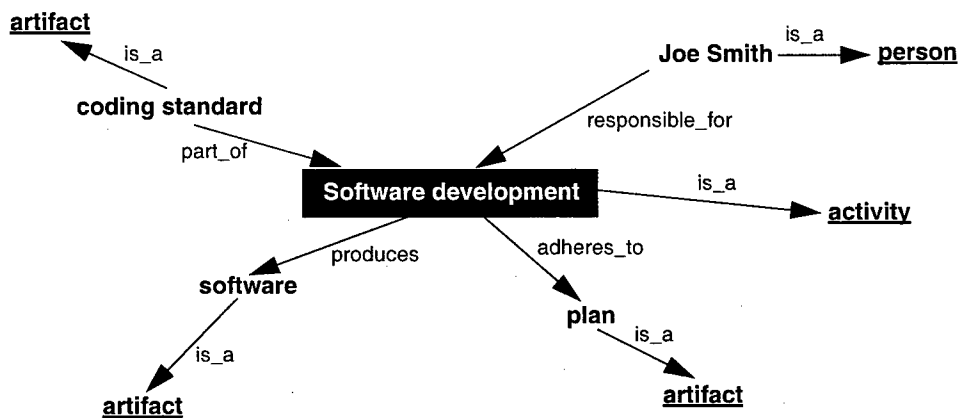 artifact
is_a
Joe Smith
is_a
person
coding standard
responsible_for
part_of
Software development
is_a
activity
produces
adheres_to
software
plan
is_a
is_a
artifact
artifact